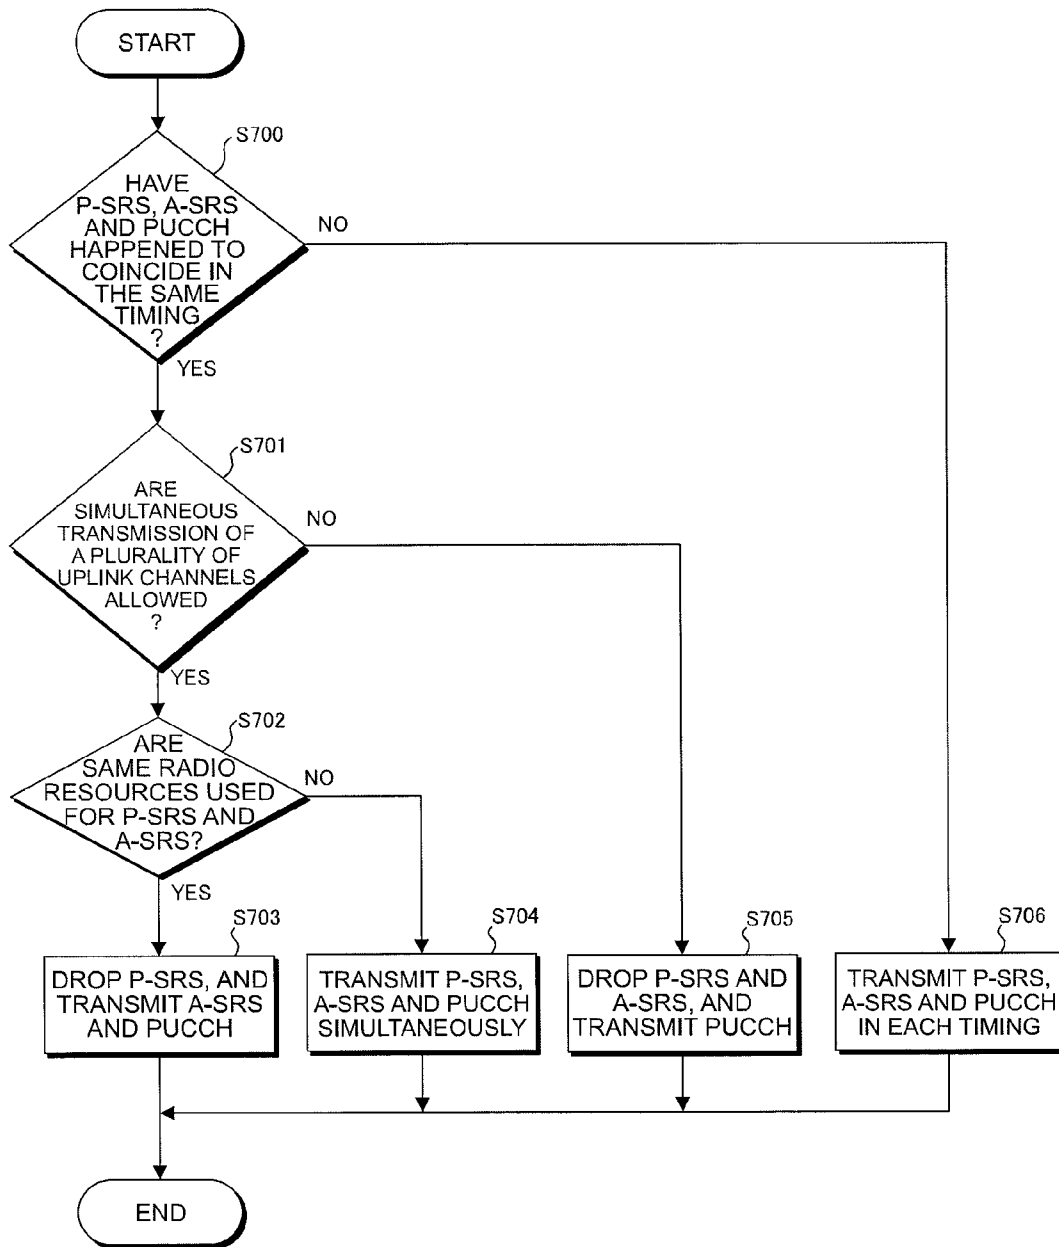 START
S700
HAVE
P-SRS, A-SRS
AND PUCCH
HAPPENED TO
COINCIDE IN
THE SAME
TIMING
?
NO
YES
S701
ARE
SIMULTANEOUS
TRANSMISSION OF
A PLURALITY OF
UPLINK CHANNELS
ALLOWED
?
NO
YES
S702
ARE
SAME RADIO
RESOURCES USED
FOR P-SRS AND
A-SRS?
NO
YES
S703
DROP P-SRS, AND
TRANSMIT A-SRS
AND PUCCH
S704
TRANSMIT P-SRS,
A-SRS AND PUCCH
SIMULTANEOUSLY
S705
DROP P-SRS AND
A-SRS, AND
TRANSMIT PUCCH
S706
TRANSMIT P-SRS,
A-SRS AND PUCCH
IN EACH TIMING
END